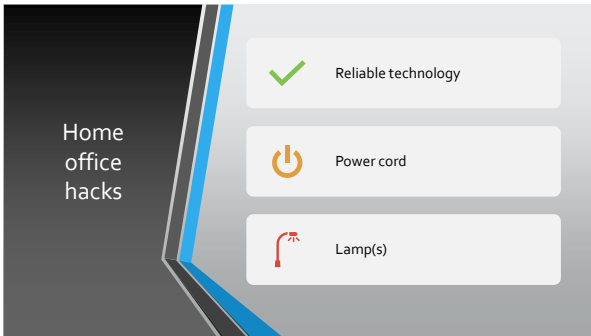 Home
office
hacks
Reliable technology
Power cord
Lamp(s)